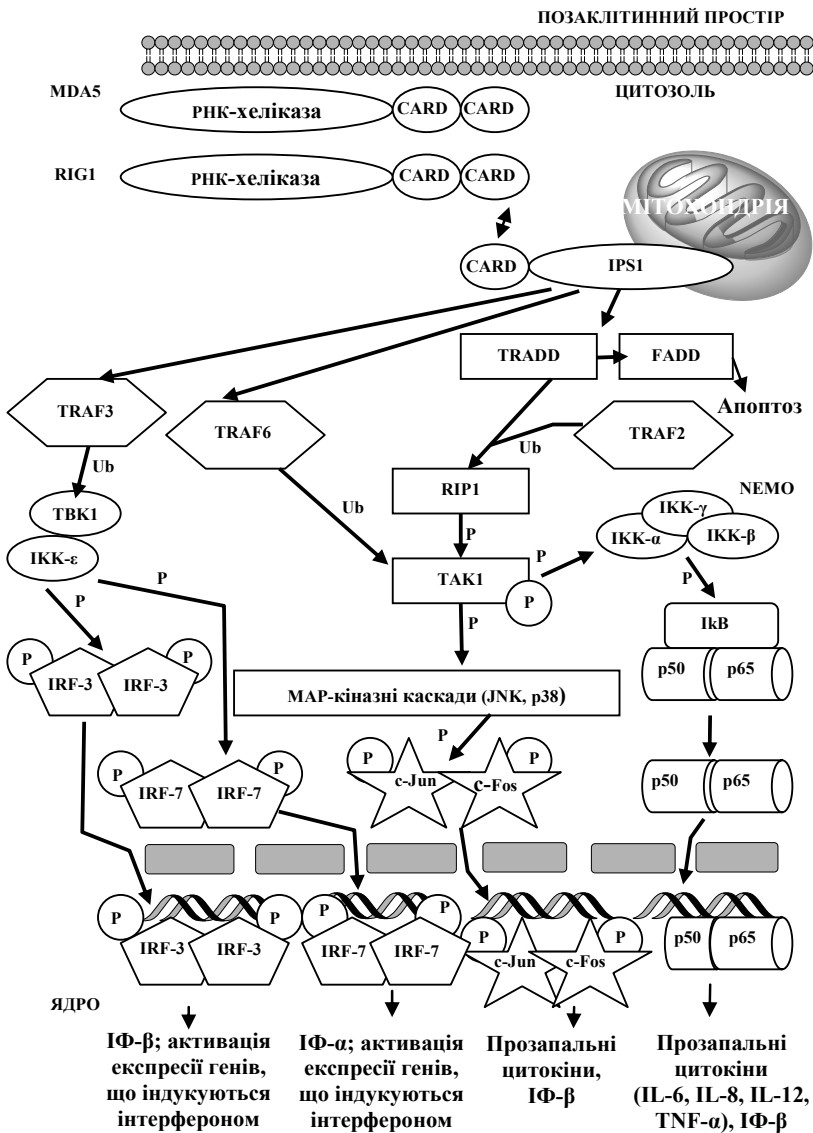 ПОЗАКЛІТИННИЙ ПРОСТІР
MDA5
ЦИТОЗОЛЬ
РНК-хеліказа
CARD
CARD
RIG1
РНК-хеліказа
CARD
CARD
МІТОХОНДРІЯ
CARD
IPS1
TRADD
FADD
Апоптоз
TRAF3
TRAF6
TRAF2
Ub
Ub
Ub
RIP1
NEMO
TBK1
IKK-γ
IKK-α
IKK-β
IKK-ε
P
P
P
TAK1
P
P
P
P
P
IkB
P
P
IRF-3
IRF-3
p50
p65
MAP-кіназні каскади (JNK, p38)
P
P
P
P
P
IRF-7
IRF-7
c-Jun
c-Fos
p50
p65
P
P
P
P
P
P
IRF-3
IRF-3
IRF-7
IRF-7
c-Jun
c-Fos
p50
p65
ЯДРО
ІФ-β; активація
експресії генів,
що індукуються
інтерфероном
ІФ-α; активація
експресії генів,
що індукуються
інтерфероном
Прозапальні
цитокіни,
ІФ-β
Прозапальні
цитокіни
(IL-6, IL-8, IL-12,
TNF-α), ІФ-β